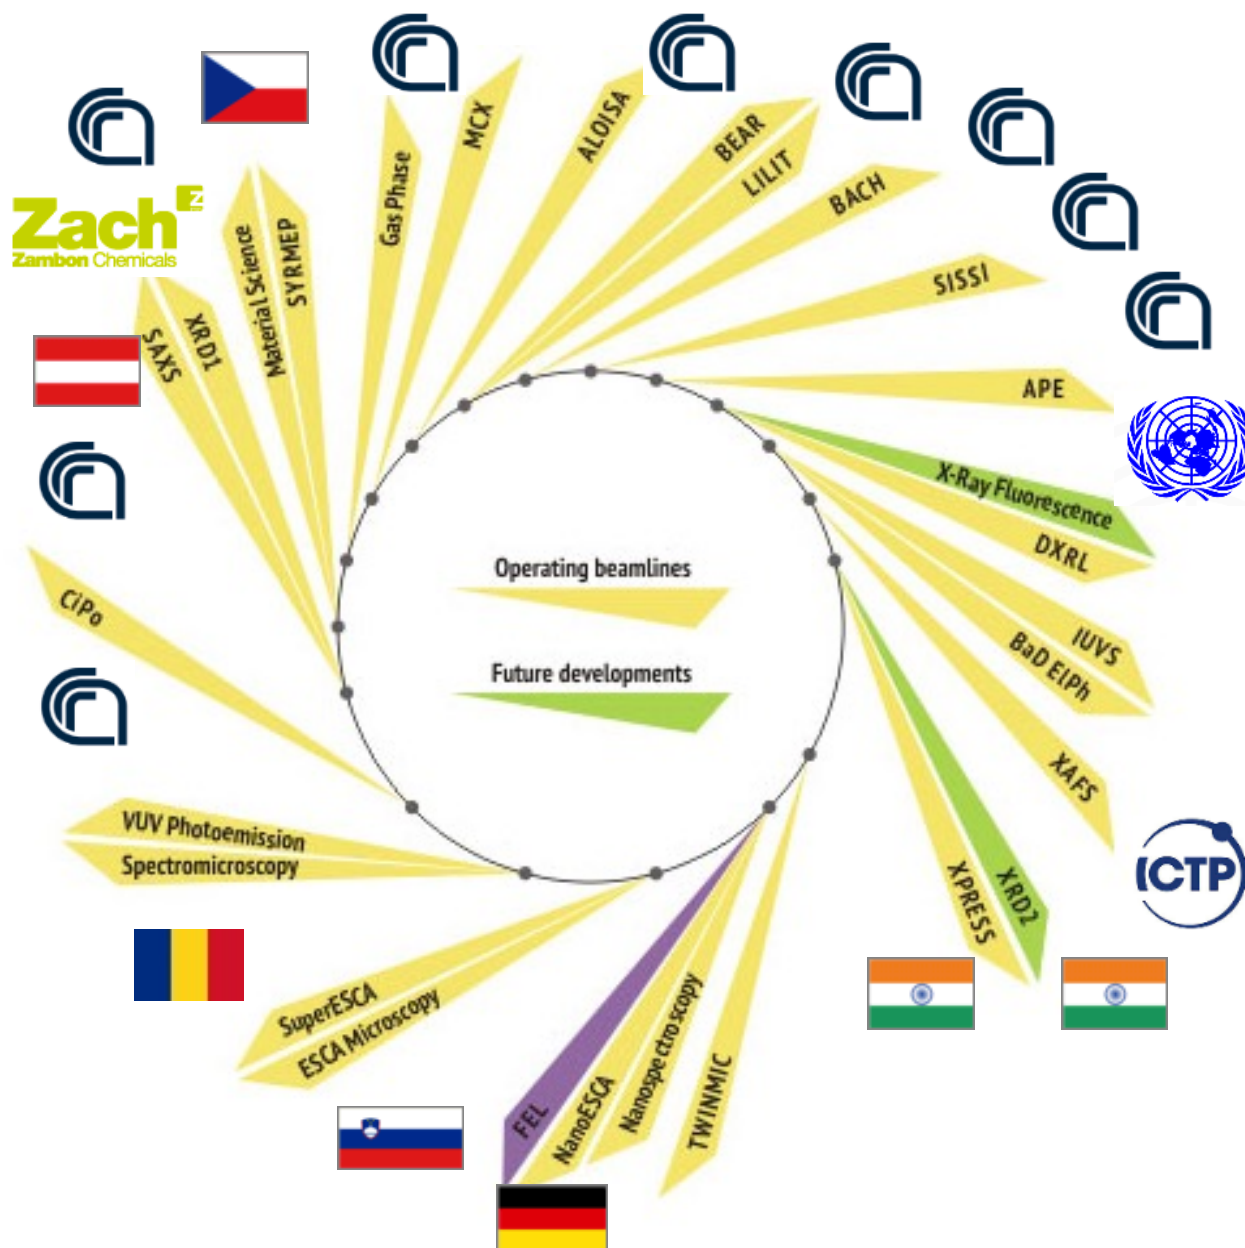 MCX
ALOISA
BEAR
LILIT
BACH
Gas Phase
Zach
z
Zambon Chemicals
Material Science
SYRMEP
SISSI
SAXS
XRD1
APE
X-Ray Fluorescence
DXRL
Operating beamlines
CiPo
IUVS
BaD ElPh
Future developments
XAFS
VUV Photoemission
Spectromicroscopy
ICTP
XPRESS
XRD2
SuperESCA
ESCA Microscopy
FEL
NanoESCA
Nanospectroscopy
TWINMIC